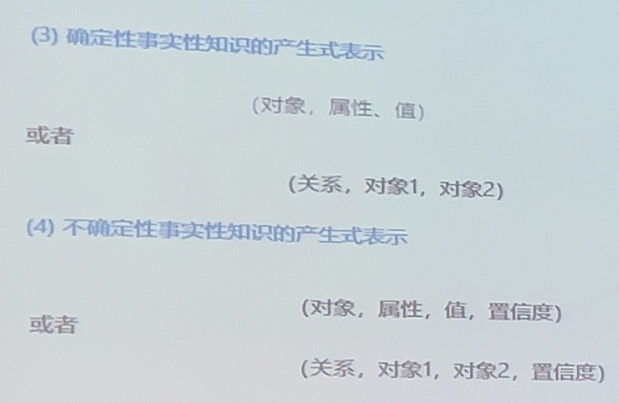 (3) 确定性事实性知识的产生式表示
(对象，属性、值)
或者
(关系，对象1，对象2)
(4) 不确定性事实性知识的产生式表示
(对象，属性，值，置信度)
或者
(关系，对象1，对象2，置信度)